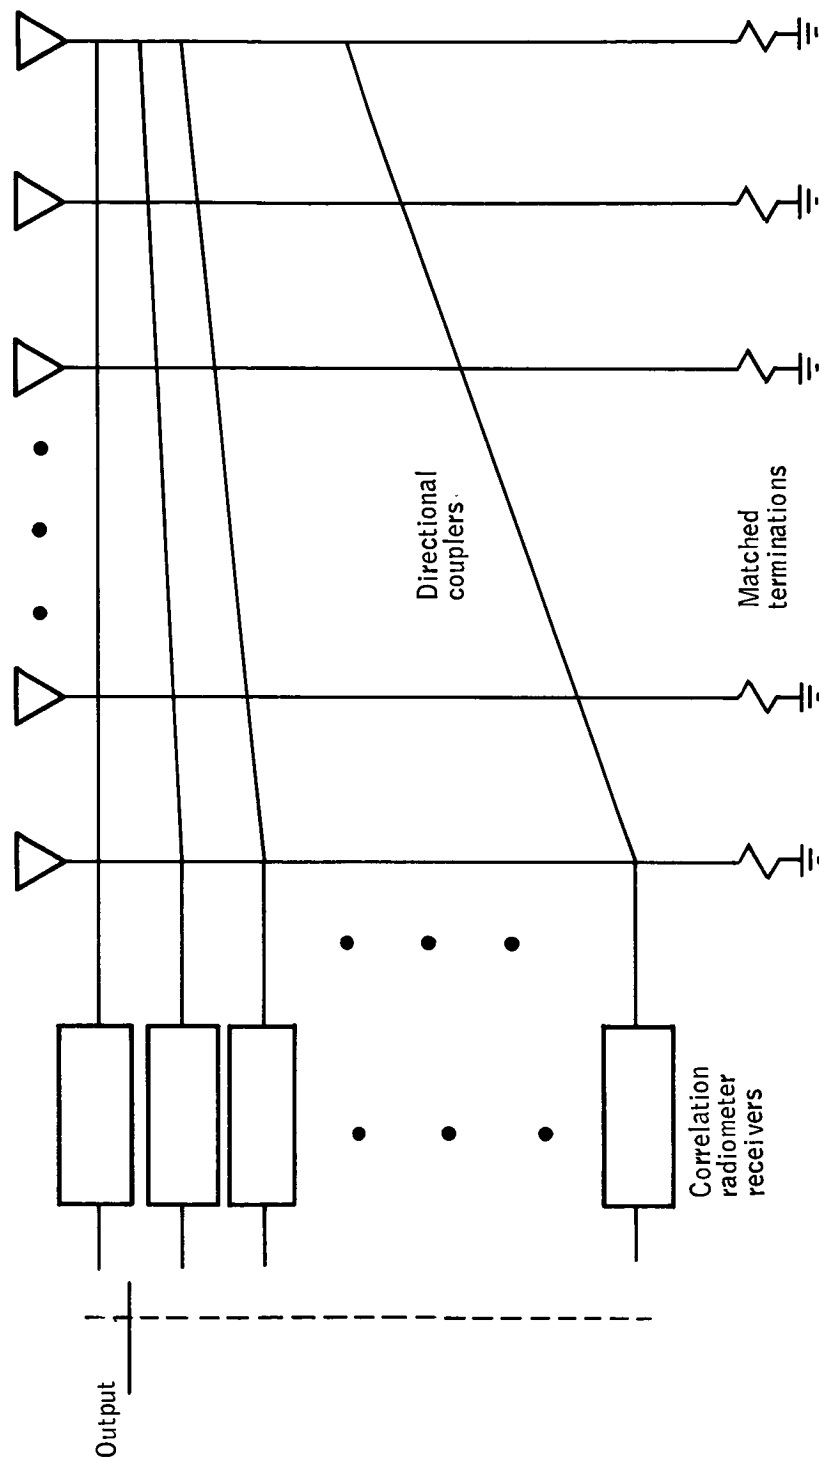 Directional
couplers
Matched
terminations
Correlation
radiometer
receivers
Output